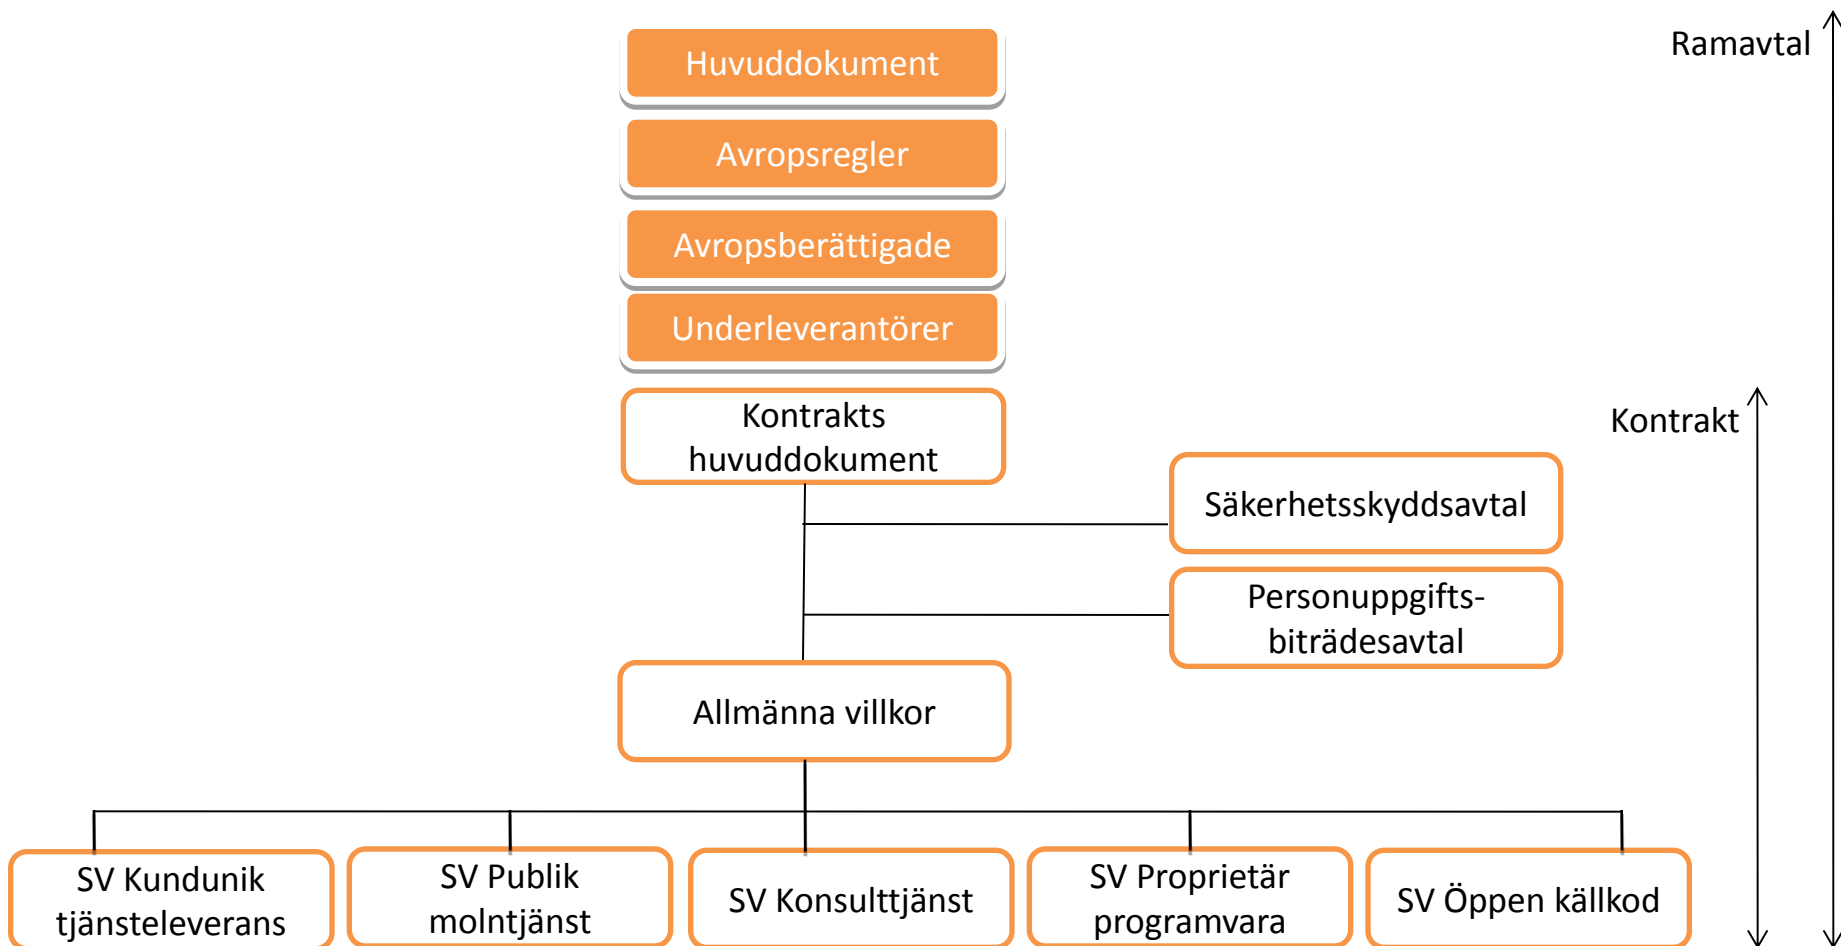 Ramavtal
Huvuddokument
Avropsregler
Avropsberättigade
Underleverantörer
Kontrakts
huvuddokument
Kontrakt
Säkerhetsskyddsavtal
Personuppgifts-
biträdesavtal
Allmänna villkor
SV Kundunik
tjänsteleverans
SV Publik
molntjänst
SV Konsulttjänst
SV Proprietär
programvara
SV Öppen källkod